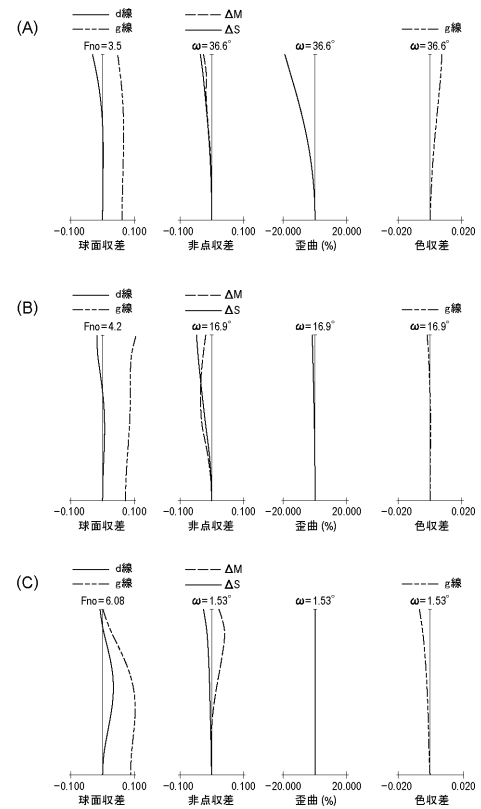 (A)
d線
g線
Fno=3.5
ΔM
ΔS
ω=36.6°
ω=36.6°
g線
ω=36.6°
-0.100 0.100
球面収差
-0.100 0.100
非点収差
-20.000 20.000
歪曲(%)
-0.020 0.020
色収差
(B)
d線
g線
Fno=4.2
ΔM
ΔS
ω=16.9°
ω=16.9°
g線
ω=16.9°
-0.100 0.100
球面収差
-0.100 0.100
非点収差
-20.000 20.000
歪曲(%)
-0.020 0.020
色収差
(C)
d線
g線
Fno=6.08
ΔM
ΔS
ω=1.53°
ω=1.53°
g線
ω=1.53°
-0.100 0.100
球面収差
-0.100 0.100
非点収差
-20.000 20.000
歪曲(%)
-0.020 0.020
色収差